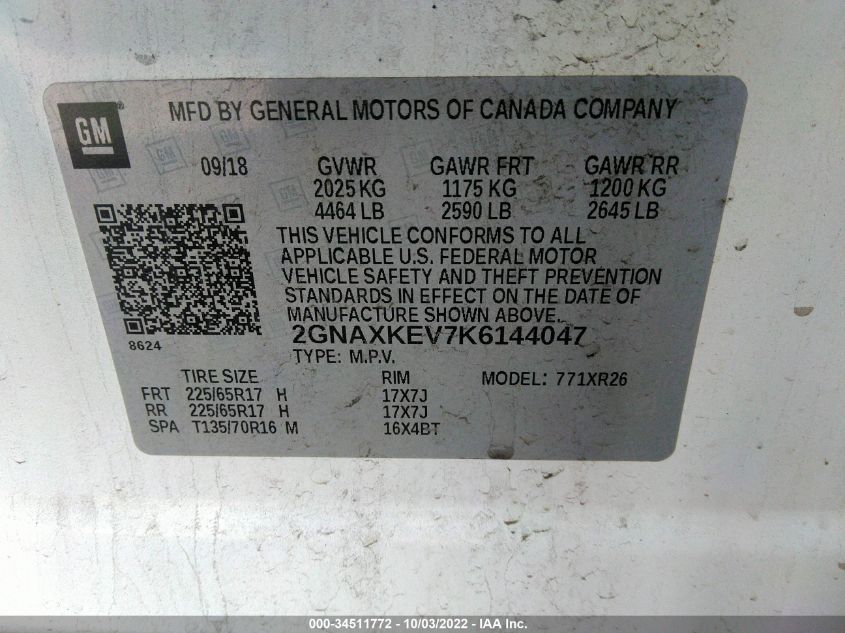 GM
MFD BY GENERAL MOTORS OF CANADA COMPANY
09/18 GVWR GAWR FRT GAWR RR
2025 KG 1175 KG 1200 KG
4464 LB 2590 LB 2645 LB
THIS VEHICLE CONFORMS TO ALL
APPLICABLE U.S. FEDERAL MOTOR
VEHICLE SAFETY AND THEFT PREVENTION
STANDARDS IN EFFECT ON THE DATE OF
MANUFACTURE SHOWN ABOVE.
8624 2GNAXKEV7K6144047
TYPE: M.P.V.
TIRE SIZE RIM MODEL: 771XR26
FRT 225/65R17 H 17X7J
RR 225/65R17 H 17X7J
SPA T135/70R16 M 16X4BT
000-34511772 - 10/03/2022 - IAA Inc.